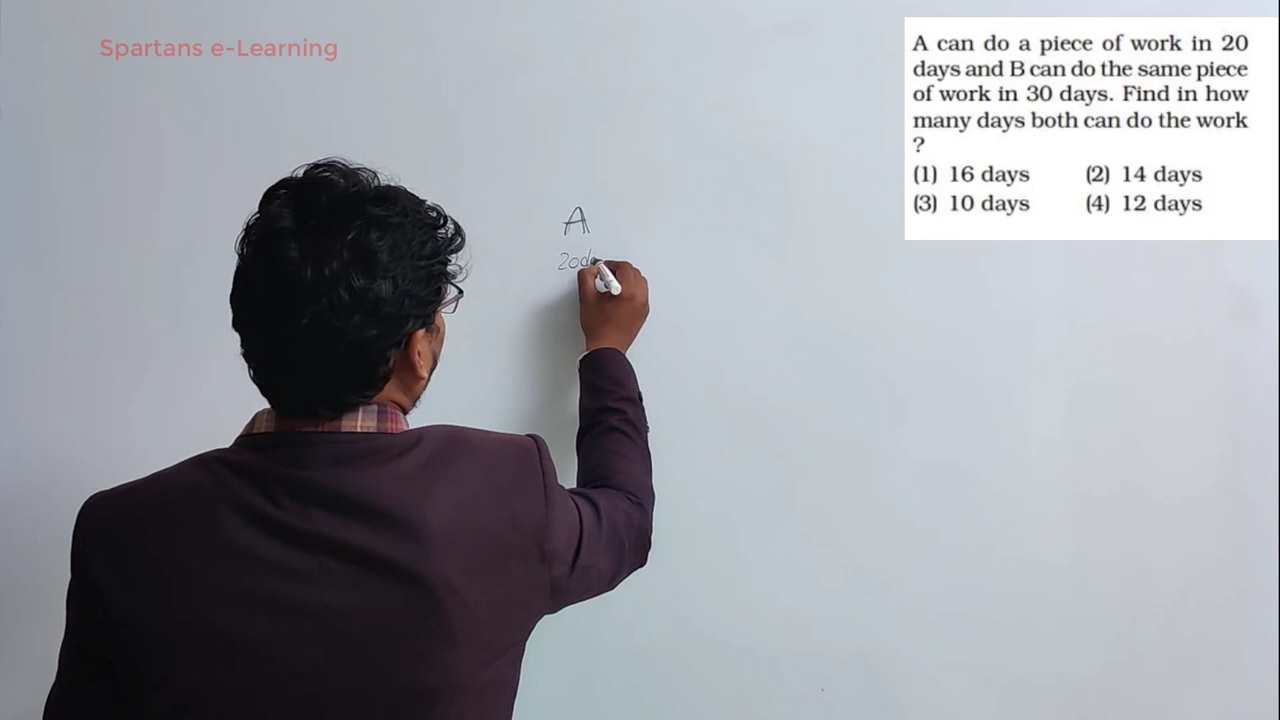 Spartans e-Learning
A can do a piece of work in 20
days and B can do the same piece
of work in 30 days. Find in how
many days both can do the work
?
(1) 16 days (2) 14 days
(3) 10 days (4) 12 days
A
20da